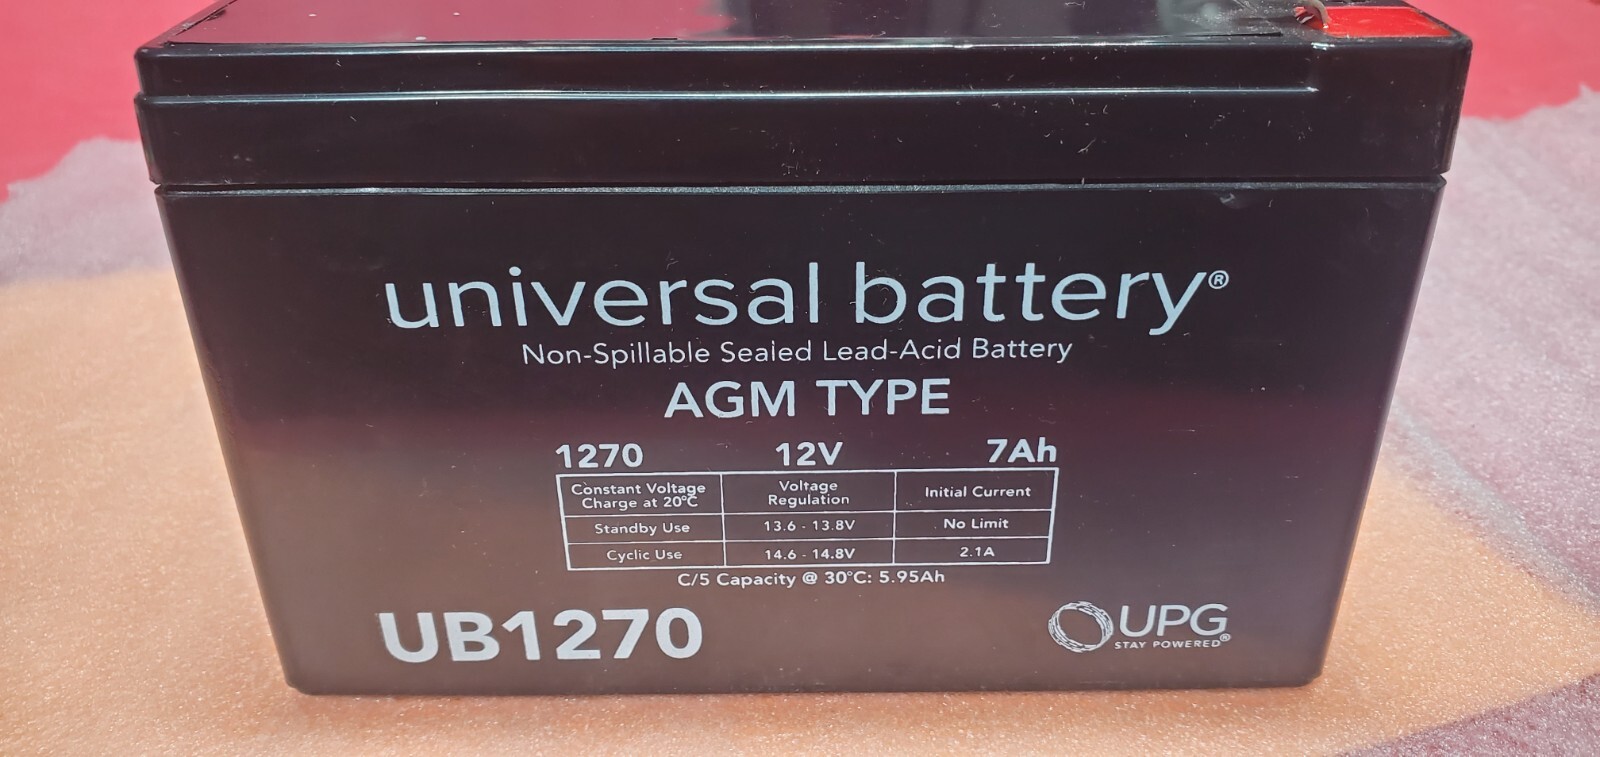 universal battery®
Non-Spillable Sealed Lead-Acid Battery
AGM TYPE
1270 12V 7Ah
Constant Voltage Charge at 20°C Voltage Regulation Initial Current
Standby Use 13.6 - 13.8V No Limit
Cyclic Use 14.6 - 14.8V 2.1A
C/5 Capacity @ 30°C: 5.95Ah
UB1270
UPG
STAY POWERED®